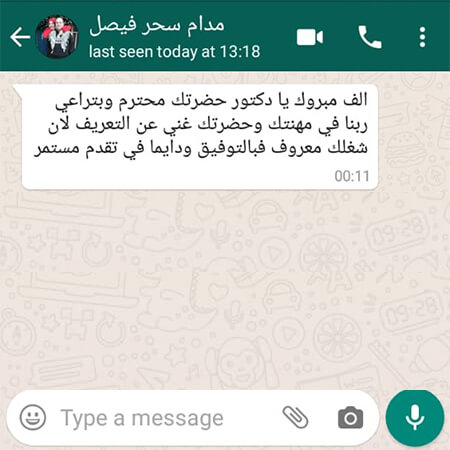 مدام سحر فيصل
last seen today at 13:18
الف مبروك يا دكتور حضرتك محترم وبتراعي
ربنا في مهنتك وحضرتك غني عن التعريف لان
شغلك معروف فبالتوفيق ودايما في تقدم مستمر
00:11
Type a message